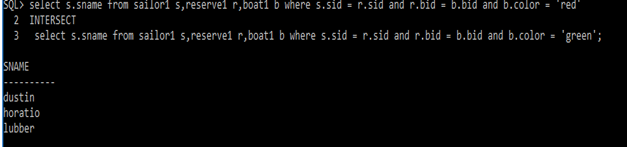 SQL> select s.sname from sailor1 s,reserve1 r,boat1 b where s.sid = r.sid and r.bid = b.bid and b.color = 'red'
2 INTERSECT
3 select s.sname from sailor1 s,reserve1 r,boat1 b where s.sid = r.sid and r.bid = b.bid and b.color = 'green';
SNAME
----------
dustin
horatio
lubber